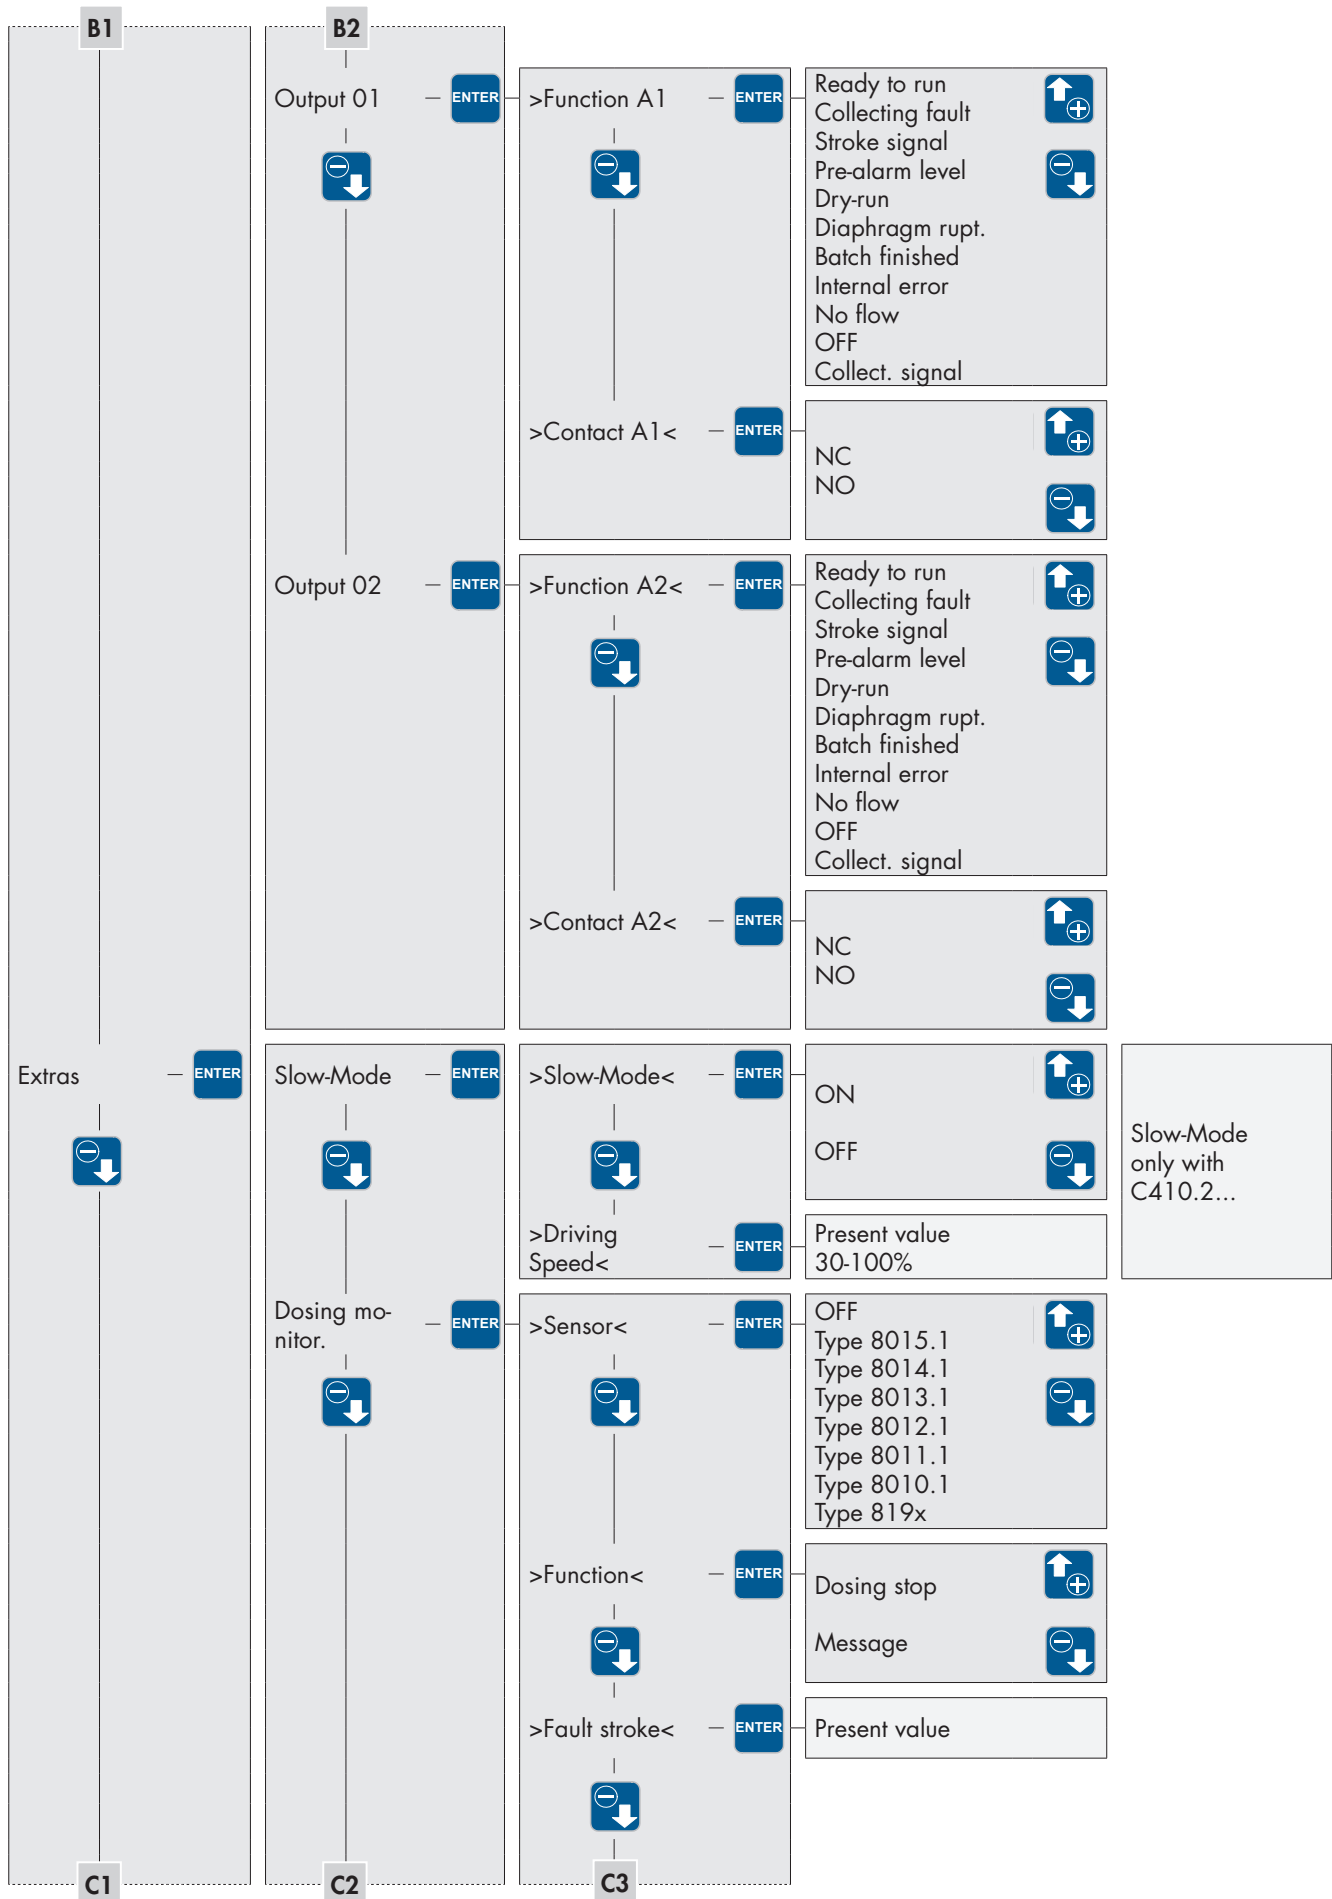 B1
B2
Output 01
ENTER
>Function A1
ENTER
Ready to run
Collecting fault
Stroke signal
Pre-alarm level
Dry-run
Diaphragm rupt.
Batch finished
Internal error
No flow
OFF
Collect. signal
>Contact A1<
ENTER
NC
NO
Output 02
ENTER
>Function A2<
ENTER
Ready to run
Collecting fault
Stroke signal
Pre-alarm level
Dry-run
Diaphragm rupt.
Batch finished
Internal error
No flow
OFF
Collect. signal
>Contact A2<
ENTER
NC
NO
Extras
ENTER
Slow-Mode
ENTER
>Slow-Mode<
ENTER
ON
OFF
Slow-Mode
only with
C410.2...
>Driving
Speed<
ENTER
Present value
30-100%
Dosing mo-
nitor.
ENTER
>Sensor<
ENTER
OFF
Type 8015.1
Type 8014.1
Type 8013.1
Type 8012.1
Type 8011.1
Type 8010.1
Type 819x
>Function<
ENTER
Dosing stop
Message
>Fault stroke<
ENTER
Present value
C1
C2
C3